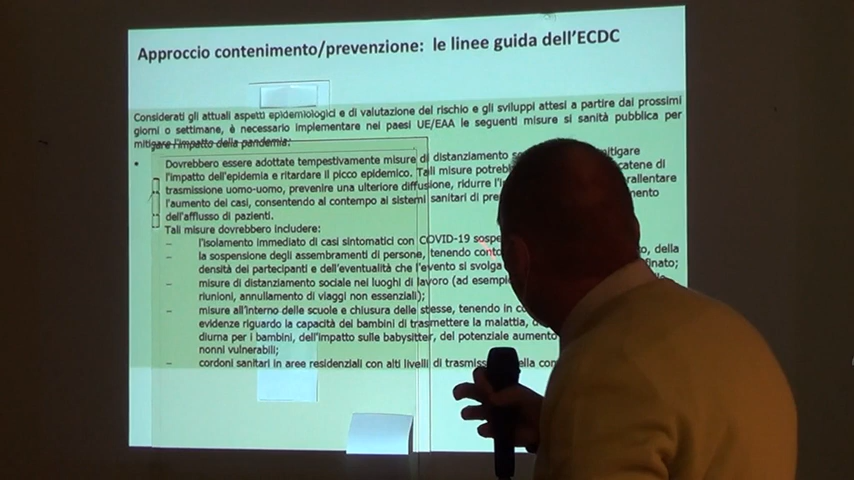 Approccio contenimento/prevenzione: le linee guida dell'ECDC
Considerati gli attuali aspetti epidemiologici e di valutazione del rischio e gli sviluppi attesi a partire dai prossimi
giorni o settimane, è necessario implementare nei paesi UE/EAA le seguenti misure si sanità pubblica per
mitigare l'impatto della pandemia:
• Dovrebbero essere adottate tempestivamente misure di distanziamento mitigare
l'impatto dell'epidemia e ritardare il picco epidemico. Tali misure catene di
trasmissione uomo-uomo, prevenire una ulteriore diffusione, ridurre rallentare
l'aumento dei casi, consentendo al contempo ai sistemi sanitari di
dell'afflusso di pazienti.
Tali misure dovrebbero includere:
– l'isolamento immediato di casi sintomatici con COVID-19
– la sospensione degli assembramenti di persone, tenendo della
densità dei partecipanti e dell'eventualità che l'evento si svolga
– misure di distanziamento sociale nei luoghi di lavoro (ad
riunioni, annullamento di viaggi non essenziali);
– misure all'interno delle scuole e chiusura delle stesse, tenendo in
evidenze riguardo la capacità dei bambini di trasmettere la malattia,
diurna per i bambini, dell'impatto sulle babysitter, del potenziale aumento
nonni vulnerabili;
– cordoni sanitari in aree residenziali con alti livelli di